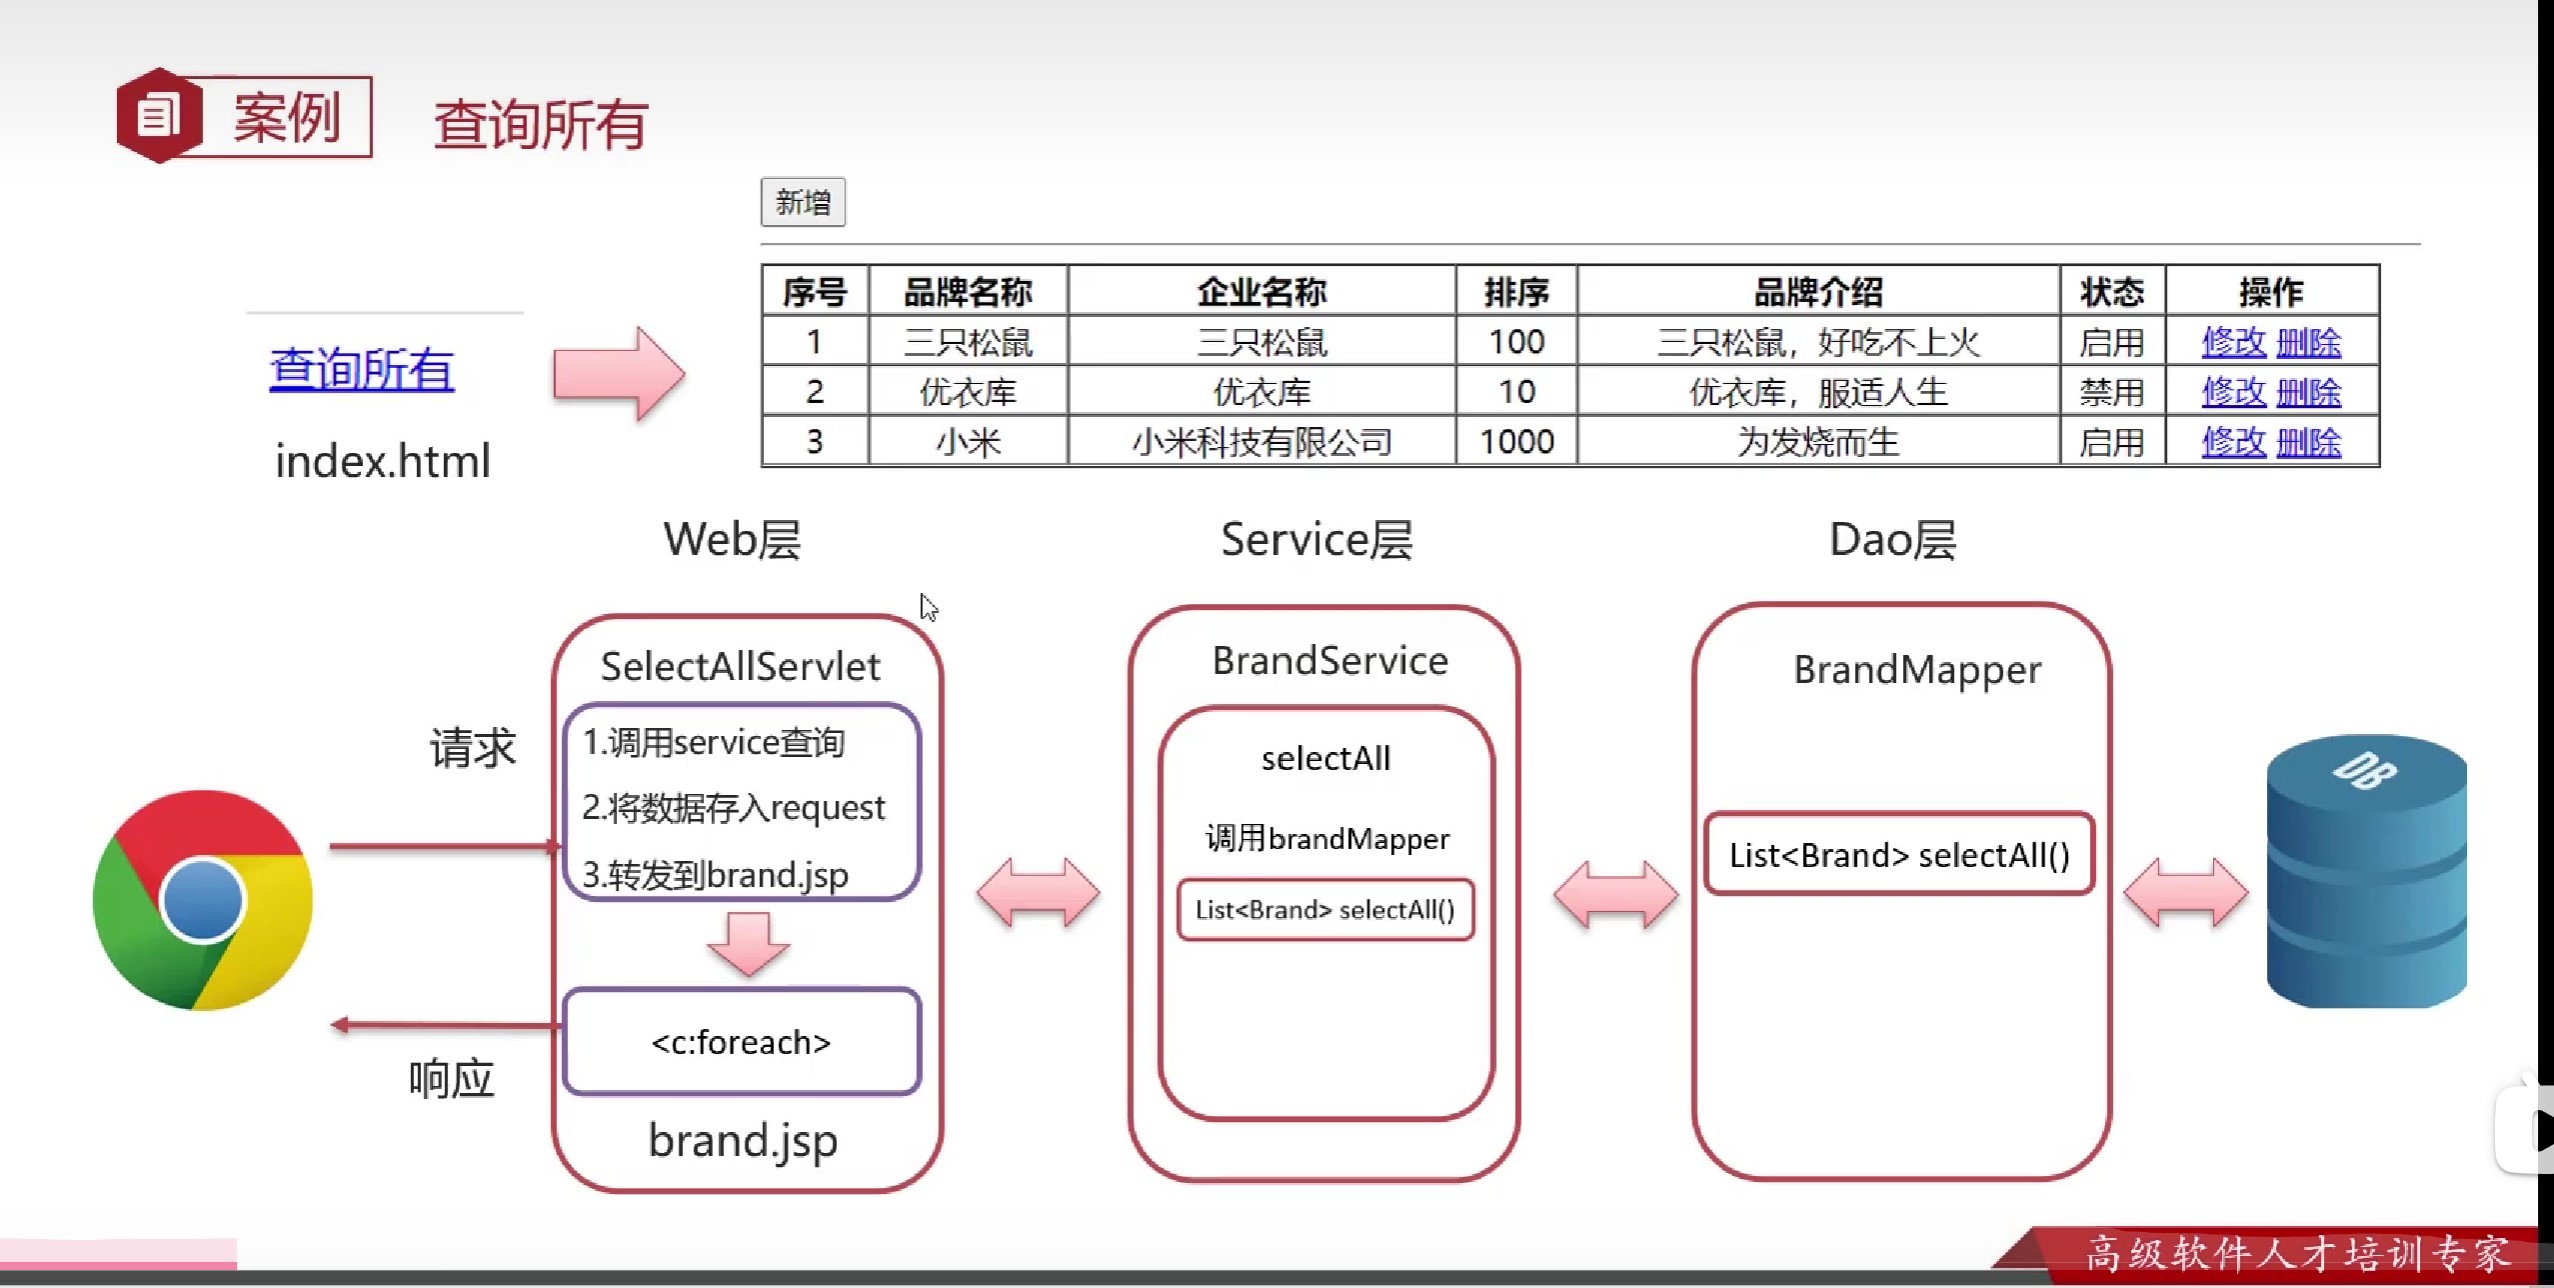 案例
查询所有
新增
序号 品牌名称 企业名称 排序 品牌介绍 状态 操作
1 三只松鼠 三只松鼠 100 三只松鼠，好吃不上火 启用 修改 删除
2 优衣库 优衣库 10 优衣库，服适人生 禁用 修改 删除
3 小米 小米科技有限公司 1000 为发烧而生 启用 修改 删除
查询所有
index.html
Web层
Service层
Dao层
请求
响应
SelectAllServlet
1.调用service查询
2.将数据存入request
3.转发到brand.jsp
<c:foreach>
brand.jsp
BrandService
selectAll
调用brandMapper
List<Brand> selectAll()
BrandMapper
List<Brand> selectAll()
DB
高级软件人才培训专家